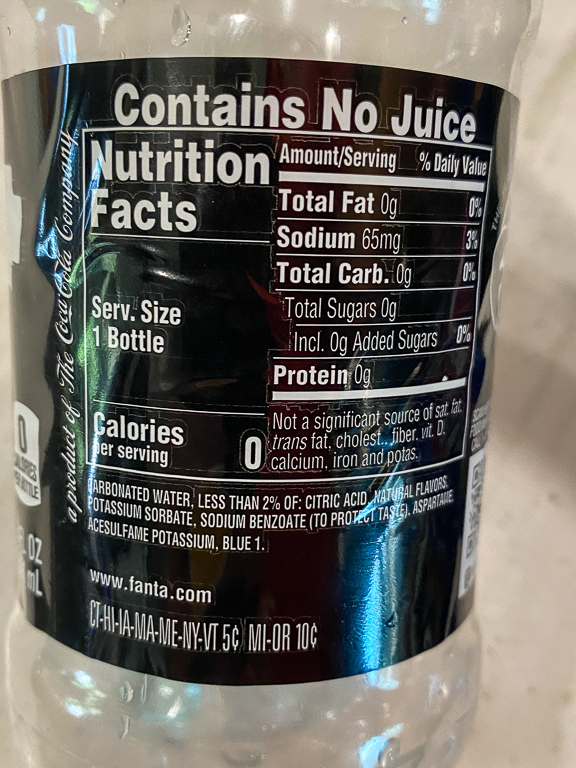 Contains No Juice
Nutrition Facts
Serv. Size
1 Bottle
Calories
per serving
0
Amount/Serving % Daily Value
Total Fat 0g 0%
Sodium 65mg 3%
Total Carb. 0g 0%
Total Sugars 0g
Incl. 0g Added Sugars 0%
Protein 0g
Not a significant source of sat. fat,
trans fat, cholest., fiber, vit. D,
calcium, iron and potas.
CARBONATED WATER, LESS THAN 2% OF: CITRIC ACID, NATURAL FLAVORS,
POTASSIUM SORBATE, SODIUM BENZOATE (TO PROTECT TASTE), ASPARTAME,
ACESULFAME POTASSIUM, BLUE 1.
www.fanta.com
CT-HI-IA-MA-ME-NY-VT 5¢ MI-OR 10¢
a product of The Coca-Cola Company
0
OZ
mL